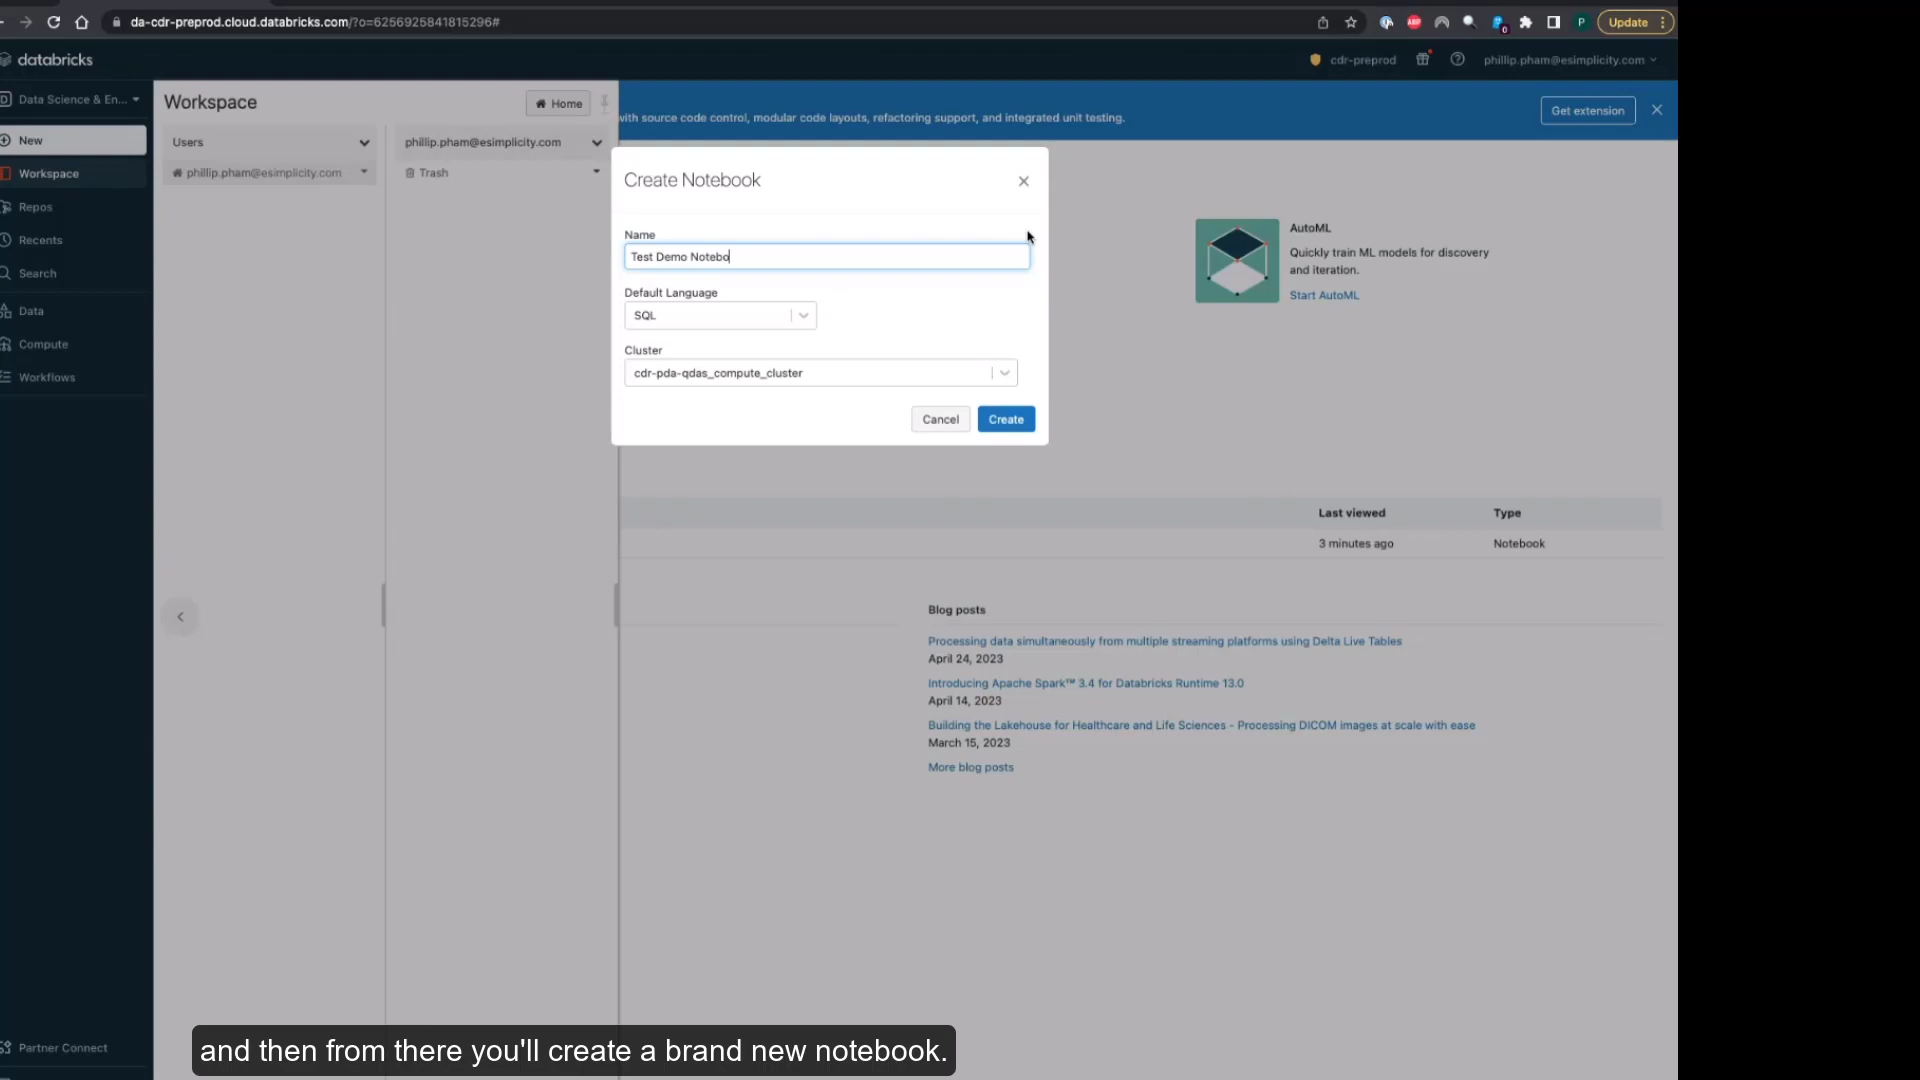 da-cdr-preprod.cloud.databricks.com/?o=6256925841815296#
ABP
0
P
Update
databricks
cdr-preprod
phillip.pham@esimplicity.com
Data Science & En...
Workspace
Home
with source code control, modular code layouts, refactoring support, and integrated unit testing.
Get extension
New
Users
phillip.pham@esimplicity.com
Workspace
phillip.pham@esimplicity.com
Trash
Create Notebook
Repos
Recents
Search
Data
Compute
Workflows
Name
Test Demo Notebo
Default Language
SQL
Cluster
cdr-pda-qdas_compute_cluster
Cancel
Create
AutoML
Quickly train ML models for discovery
and iteration.
Start AutoML
Last viewed
Type
3 minutes ago
Notebook
Blog posts
Processing data simultaneously from multiple streaming platforms using Delta Live Tables
April 24, 2023
Introducing Apache Spark™ 3.4 for Databricks Runtime 13.0
April 14, 2023
Building the Lakehouse for Healthcare and Life Sciences - Processing DICOM images at scale with ease
March 15, 2023
More blog posts
Partner Connect
and then from there you'll create a brand new notebook.